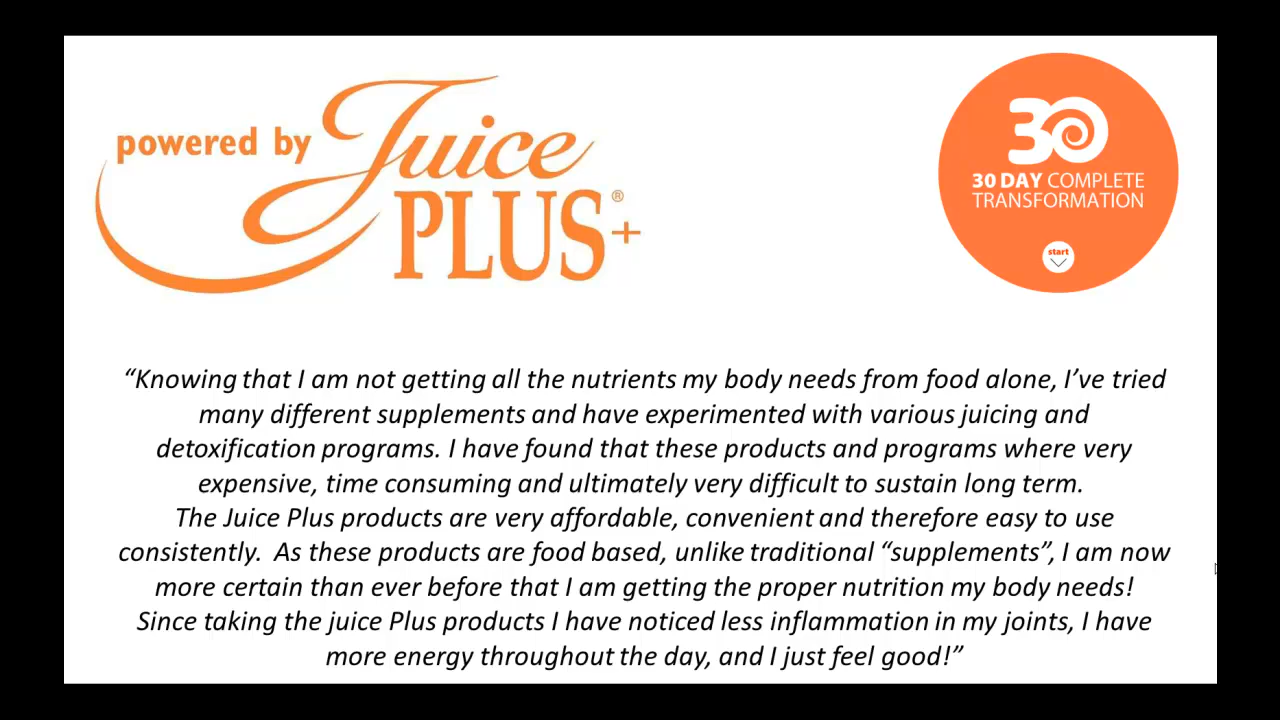 powered by Juice
PLUS+®
30
30 DAY COMPLETE
TRANSFORMATION
start
“Knowing that I am not getting all the nutrients my body needs from food alone, I’ve tried
many different supplements and have experimented with various juicing and
detoxification programs. I have found that these products and programs where very
expensive, time consuming and ultimately very difficult to sustain long term.
The Juice Plus products are very affordable, convenient and therefore easy to use
consistently.  As these products are food based, unlike traditional “supplements”, I am now
more certain than ever before that I am getting the proper nutrition my body needs!
Since taking the juice Plus products I have noticed less inflammation in my joints, I have
more energy throughout the day, and I just feel good!”